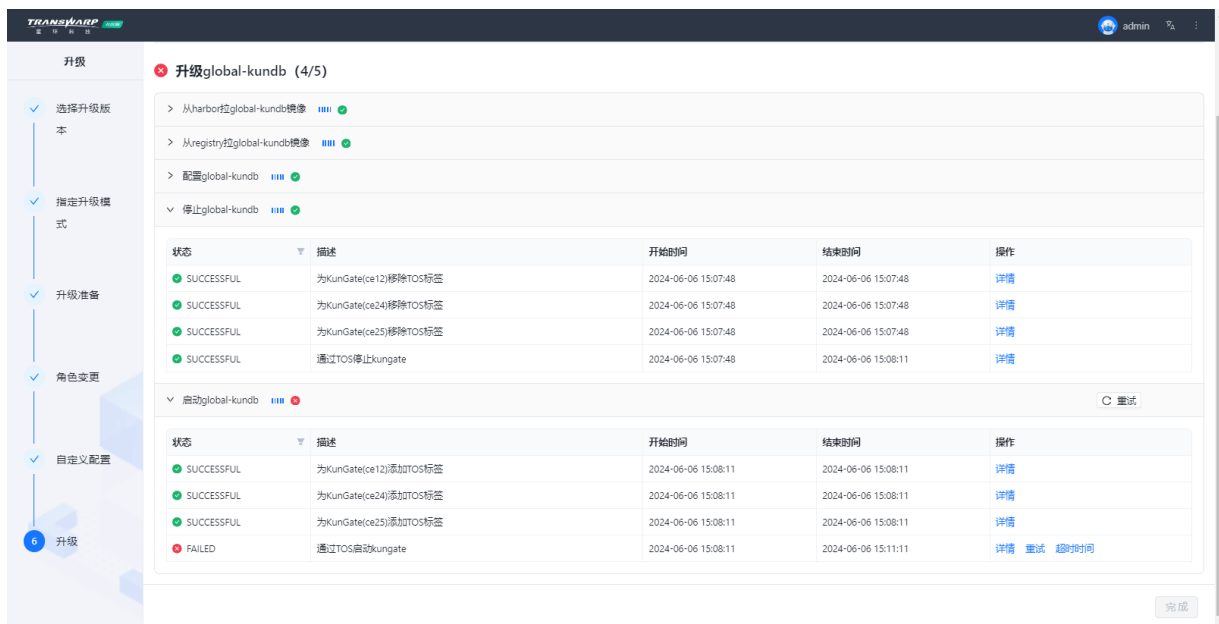 TRANSWARP
星 环 科 技
admin
升级
选择升级版
本
指定升级模
式
升级准备
角色变更
自定义配置
6 升级
升级global-kundb（4/5）
从harbor拉global-kundb镜像
从registry拉global-kundb镜像
配置global-kundb
停止global-kundb
状态 描述 开始时间 结束时间 操作
SUCCESSFUL 为KunGate(ce12)移除TOS标签 2024-06-06 15:07:48 2024-06-06 15:07:48 详情
SUCCESSFUL 为KunGate(ce24)移除TOS标签 2024-06-06 15:07:48 2024-06-06 15:07:48 详情
SUCCESSFUL 为KunGate(ce25)移除TOS标签 2024-06-06 15:07:48 2024-06-06 15:07:48 详情
SUCCESSFUL 通过TOS停止kungate 2024-06-06 15:07:48 2024-06-06 15:08:11 详情
启动global-kundb 重试
状态 描述 开始时间 结束时间 操作
SUCCESSFUL 为KunGate(ce12)添加TOS标签 2024-06-06 15:08:11 2024-06-06 15:08:11 详情
SUCCESSFUL 为KunGate(ce24)添加TOS标签 2024-06-06 15:08:11 2024-06-06 15:08:11 详情
SUCCESSFUL 为KunGate(ce25)添加TOS标签 2024-06-06 15:08:11 2024-06-06 15:08:11 详情
FAILED 通过TOS启动kungate 2024-06-06 15:08:11 2024-06-06 15:11:11 详情 重试 超时时间
完成